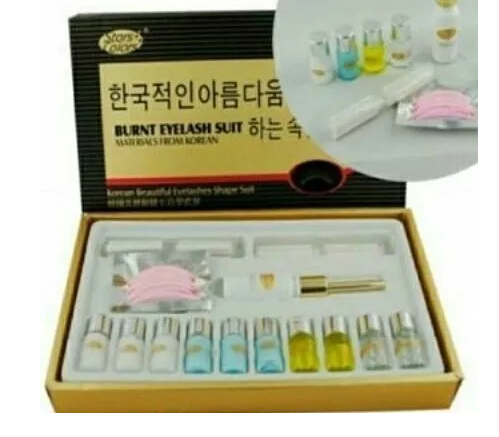 Stars Colors
한국적인아름다움
BURNT EYELASH SUIT 하는 속
MATERIALS FROM KOREAN
Korean Beautiful Eyelashes Shape Suit